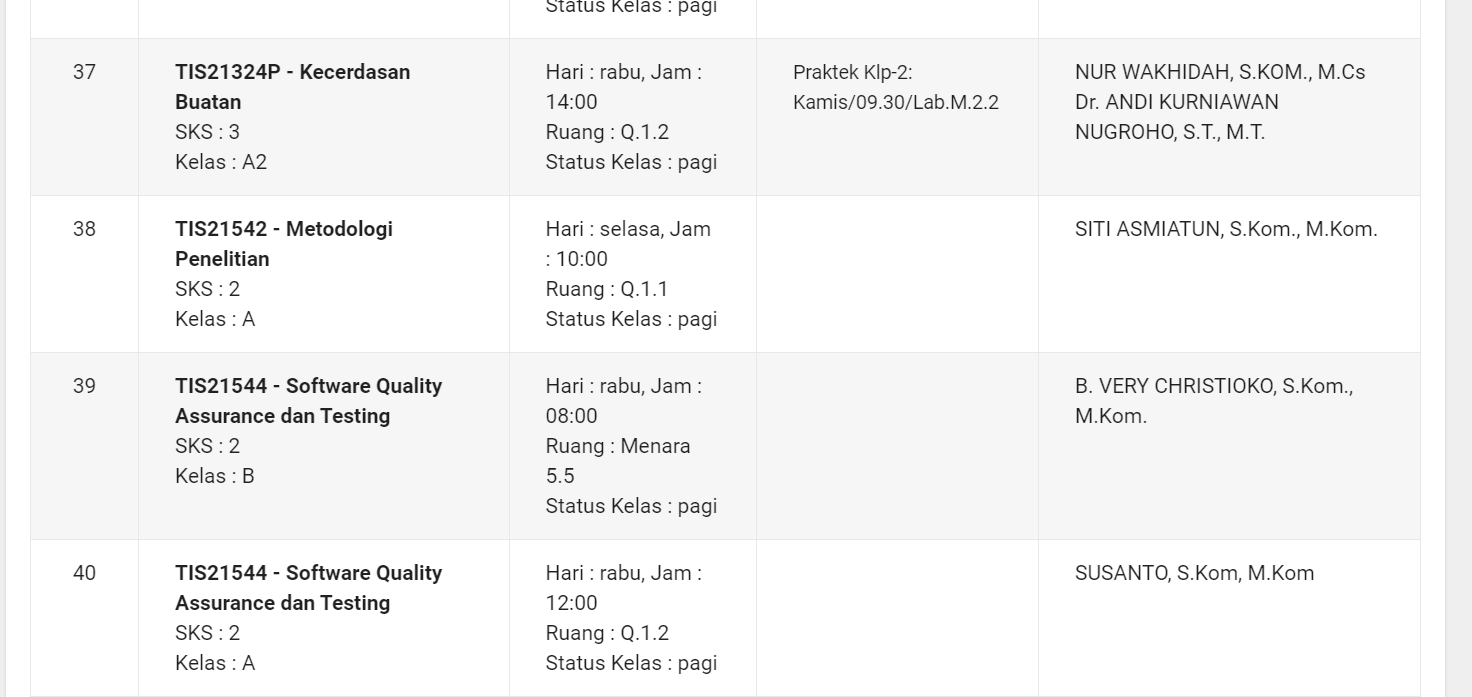 Status Kelas : pagi
37
TIS21324P - Kecerdasan
Buatan
SKS : 3
Kelas : A2
Hari : rabu, Jam :
14:00
Ruang : Q.1.2
Status Kelas : pagi
Praktek Klp-2:
Kamis/09.30/Lab.M.2.2
NUR WAKHIDAH, S.KOM., M.Cs
Dr. ANDI KURNIAWAN
NUGROHO, S.T., M.T.
38
TIS21542 - Metodologi
Penelitian
SKS : 2
Kelas : A
Hari : selasa, Jam
: 10:00
Ruang : Q.1.1
Status Kelas : pagi
SITI ASMIATUN, S.Kom., M.Kom.
39
TIS21544 - Software Quality
Assurance dan Testing
SKS : 2
Kelas : B
Hari : rabu, Jam :
08:00
Ruang : Menara
5.5
Status Kelas : pagi
B. VERY CHRISTIOKO, S.Kom.,
M.Kom.
40
TIS21544 - Software Quality
Assurance dan Testing
SKS : 2
Kelas : A
Hari : rabu, Jam :
12:00
Ruang : Q.1.2
Status Kelas : pagi
SUSANTO, S.Kom, M.Kom